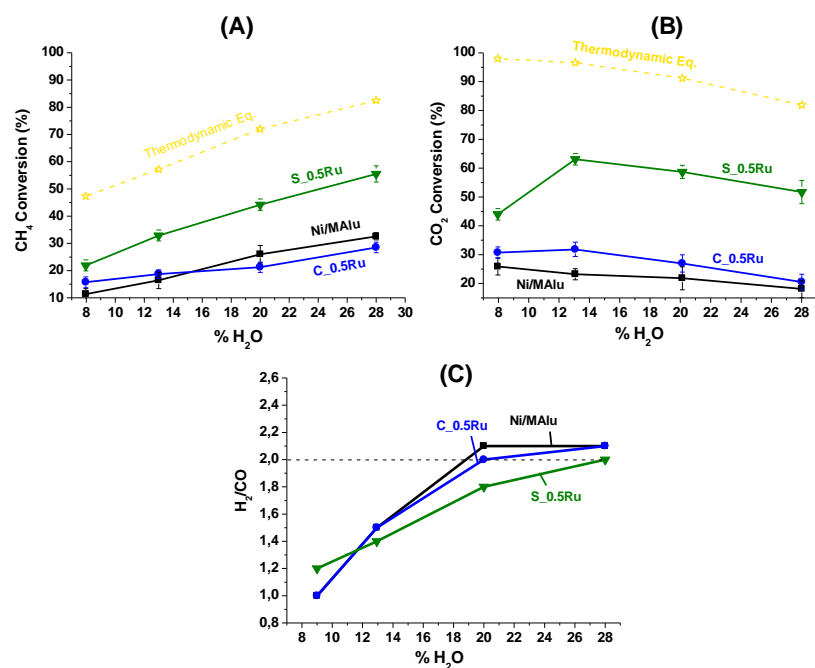 (A)
100
90
80
70
60
50
40
30
20
10
CH4 Conversion (%)
Thermodynamic Eq.
S_0.5Ru
Ni/MAlu
C_0.5Ru
8 10 12 14 16 18 20 22 24 26 28 30
% H2O
(B)
100
90
80
70
60
50
40
30
20
CO2 Conversion (%)
Thermodynamic Eq.
S_0.5Ru
C_0.5Ru
Ni/MAlu
8 10 12 14 16 18 20 22 24 26 28
% H2O
(C)
2,6
2,4
2,2
2,0
1,8
1,6
1,4
1,2
1,0
0,8
H2/CO
Ni/MAlu
C_0.5Ru
S_0.5Ru
8 10 12 14 16 18 20 22 24 26 28
% H2O